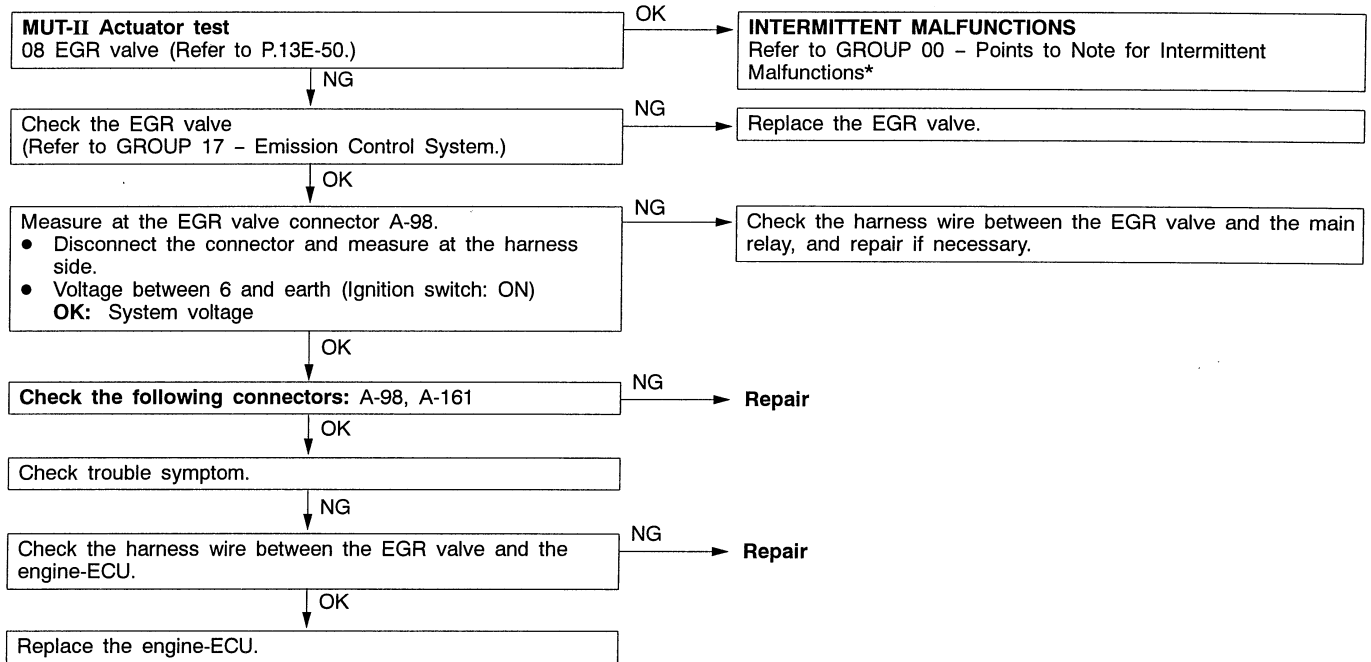 MUT-II Actuator test
08 EGR valve (Refer to P.13E-50.)
OK
INTERMITTENT MALFUNCTIONS
Refer to GROUP 00 – Points to Note for Intermittent
Malfunctions*
NG
Check the EGR valve
(Refer to GROUP 17 – Emission Control System.)
NG
Replace the EGR valve.
OK
Measure at the EGR valve connector A-98.
● Disconnect the connector and measure at the harness
side.
● Voltage between 6 and earth (Ignition switch: ON)
OK: System voltage
NG
Check the harness wire between the EGR valve and the main
relay, and repair if necessary.
OK
Check the following connectors: A-98, A-161
NG
Repair
OK
Check trouble symptom.
NG
Check the harness wire between the EGR valve and the
engine-ECU.
NG
Repair
OK
Replace the engine-ECU.